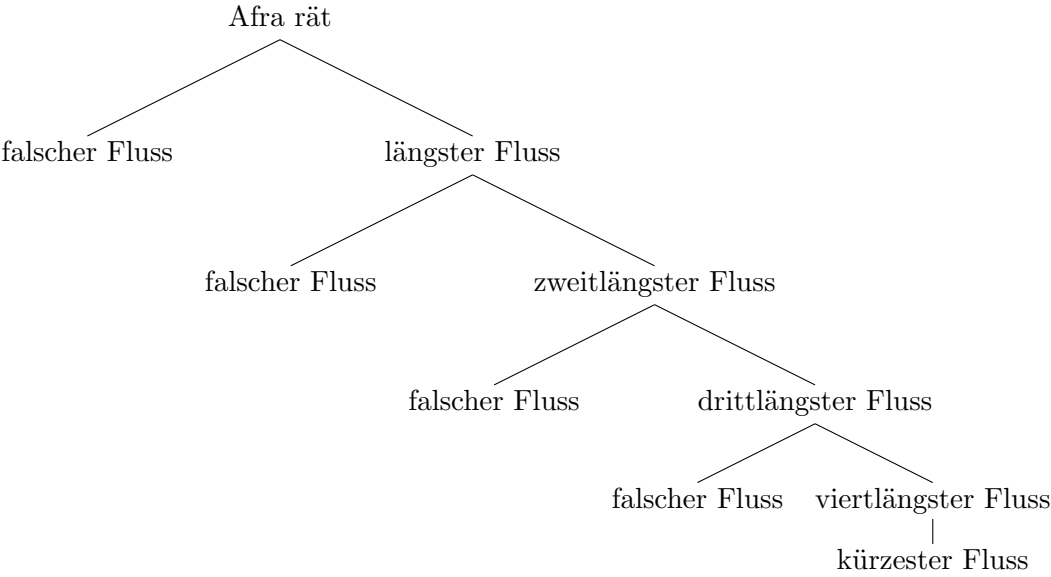 Afra rät
falscher Fluss
längster Fluss
falscher Fluss
zweitlängster Fluss
falscher Fluss
drittlängster Fluss
falscher Fluss
viertlängster Fluss
kürzester Fluss